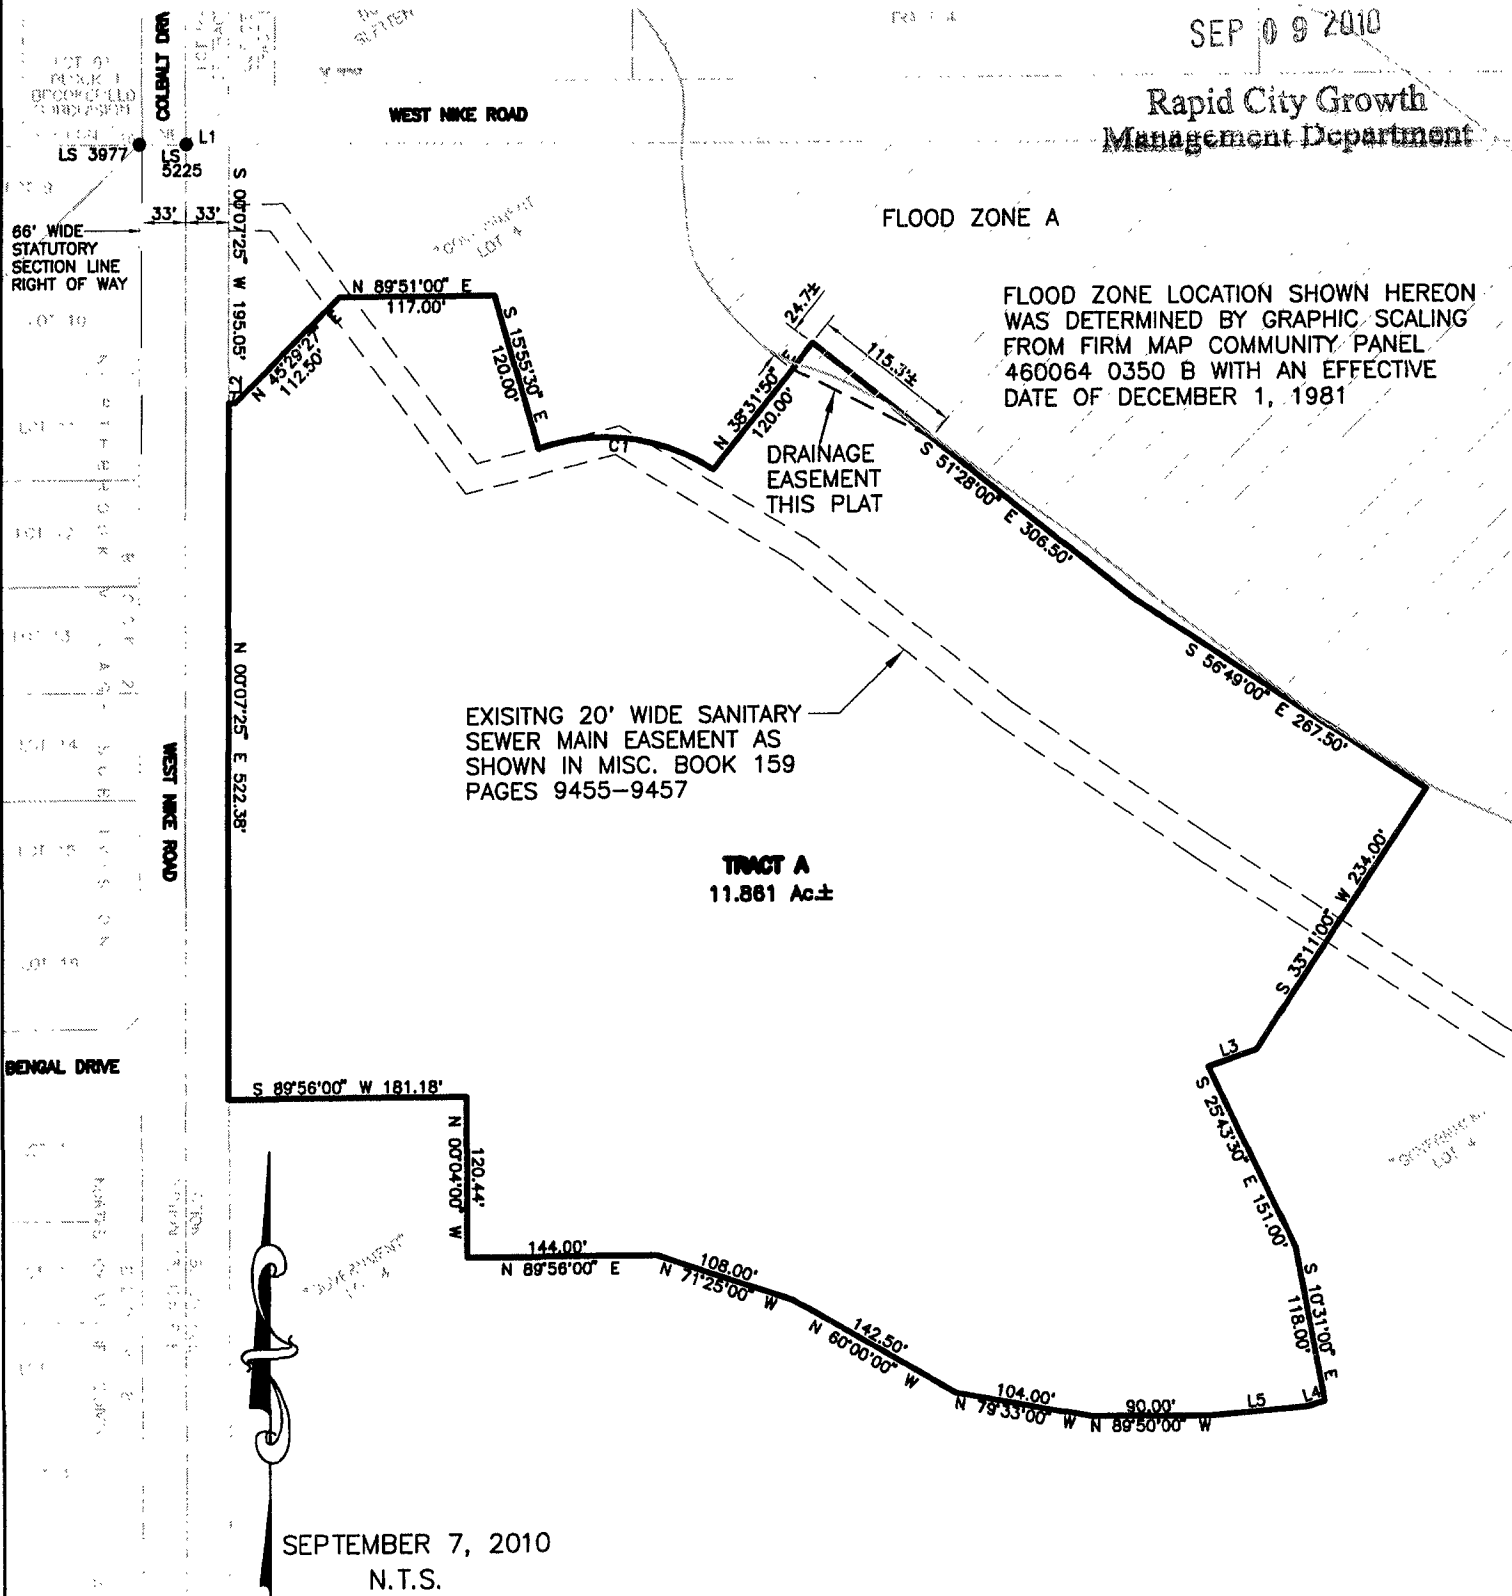 SEP 09 2010
Rapid City Growth
Management Department
COLBALT DRIVE
WEST NIKE ROAD
L1
LS 3977
LS
5225
33'
33'
66' WIDE
STATUTORY
SECTION LINE
RIGHT OF WAY
S 00°07'25" W 195.05'
FLOOD ZONE A
FLOOD ZONE LOCATION SHOWN HEREON
WAS DETERMINED BY GRAPHIC SCALING
FROM FIRM MAP COMMUNITY PANEL
460064 0350 B WITH AN EFFECTIVE
DATE OF DECEMBER 1, 1981
N 89°51'00" E
117.00'
L2
N 45°29'27" E
112.50'
S 15°55'30" E
120.00'
C1
N 38°31'50" E
120.00'
24.7±
115.3±
DRAINAGE
EASEMENT
THIS PLAT
S 51°28'00" E 306.50'
S 56°49'00" E 267.50'
N 00°07'25" E 522.38'
WEST NIKE ROAD
EXISITNG 20' WIDE SANITARY
SEWER MAIN EASEMENT AS
SHOWN IN MISC. BOOK 159
PAGES 9455-9457
TRACT A
11.861 Ac.±
S 33°11'00" W 234.00'
L3
BENGAL DRIVE
S 89°56'00" W 181.18'
N 00°04'00" W
120.44'
S 25°43'30" E 151.00'
144.00'
N 89°56'00" E
108.00'
N 71°25'00" W
142.50'
N 60°00'00" W
104.00'
N 79°33'00" W
90.00'
N 89°50'00" W
L5
L4
S 10°31'00" E
118.00'
SEPTEMBER 7, 2010
N.T.S.